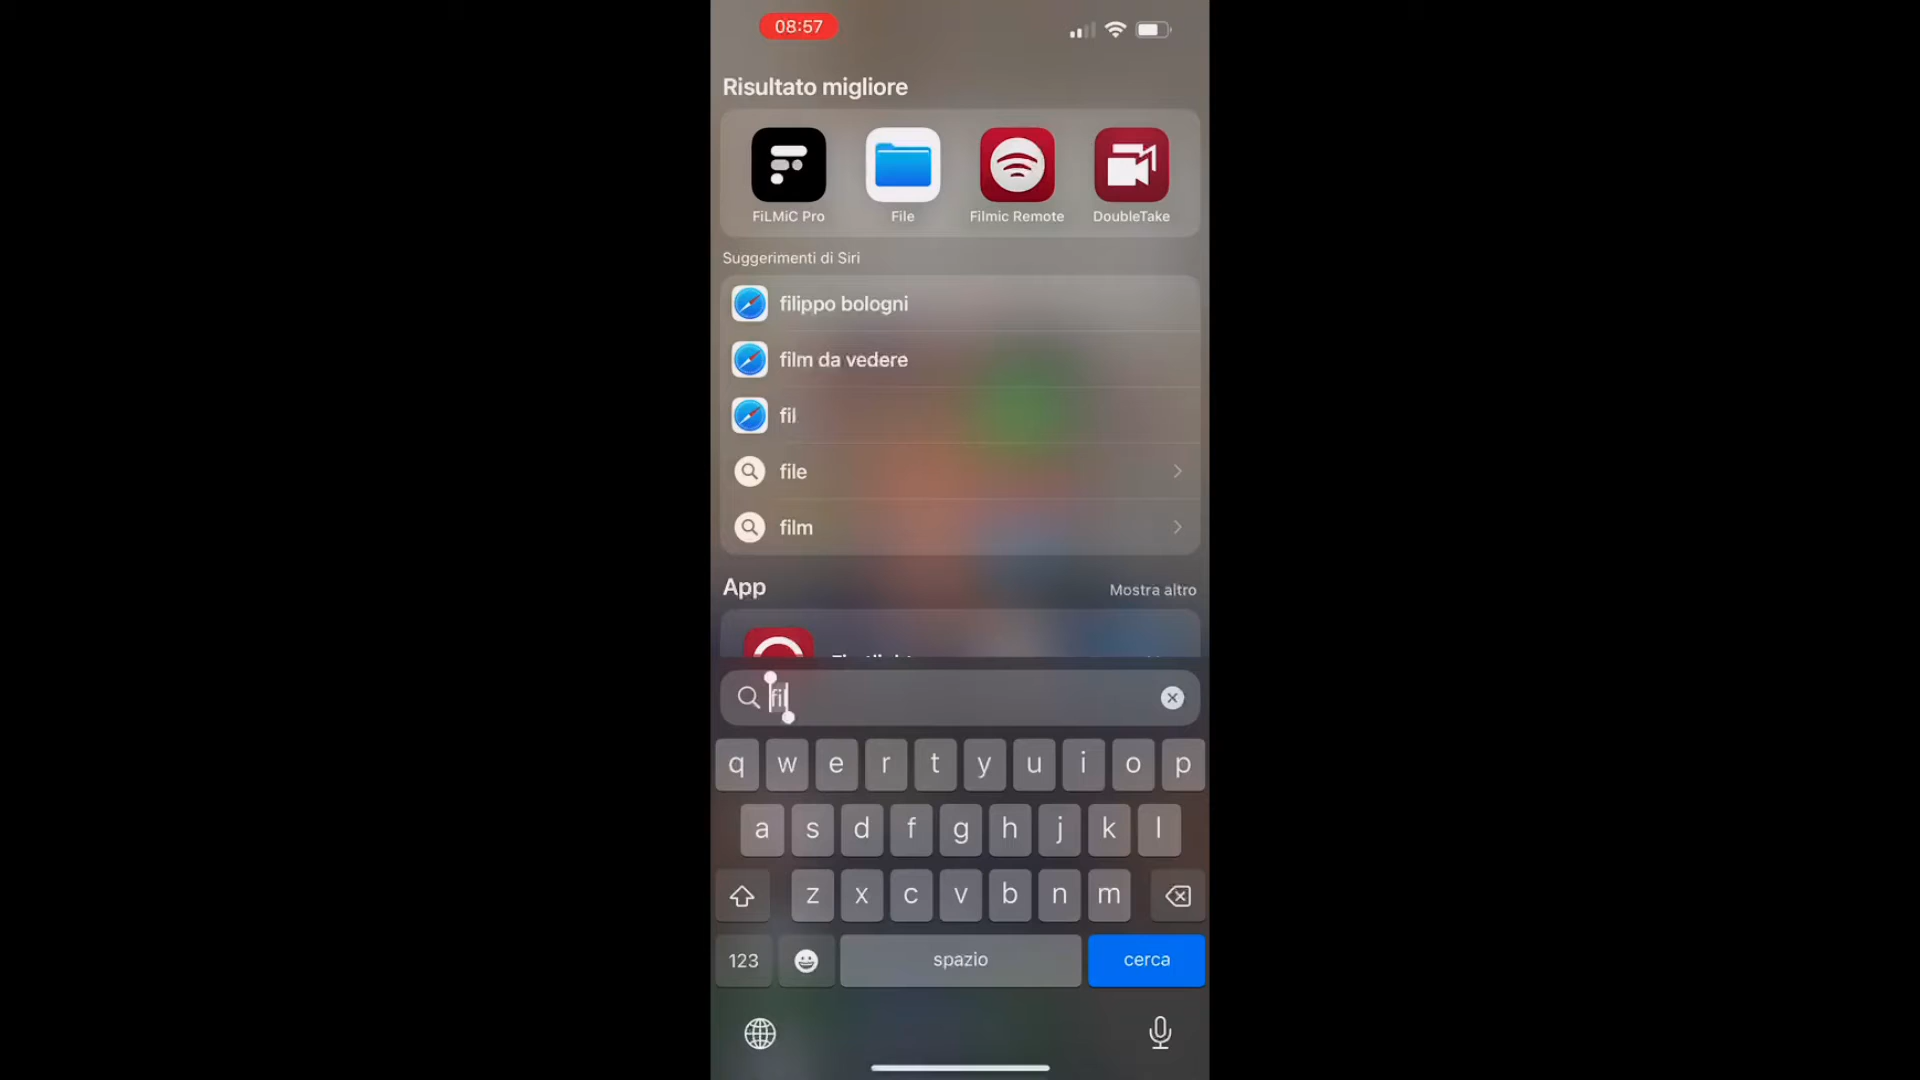 08:57
Risultato migliore
FiLMiC Pro
File
Filmic Remote
DoubleTake
Suggerimenti di Siri
filippo bologni
film da vedere
fil
file
film
App
Mostra altro
fil
q w e r t y u i o p
a s d f g h j k l
z x c v b n m
123
spazio
cerca